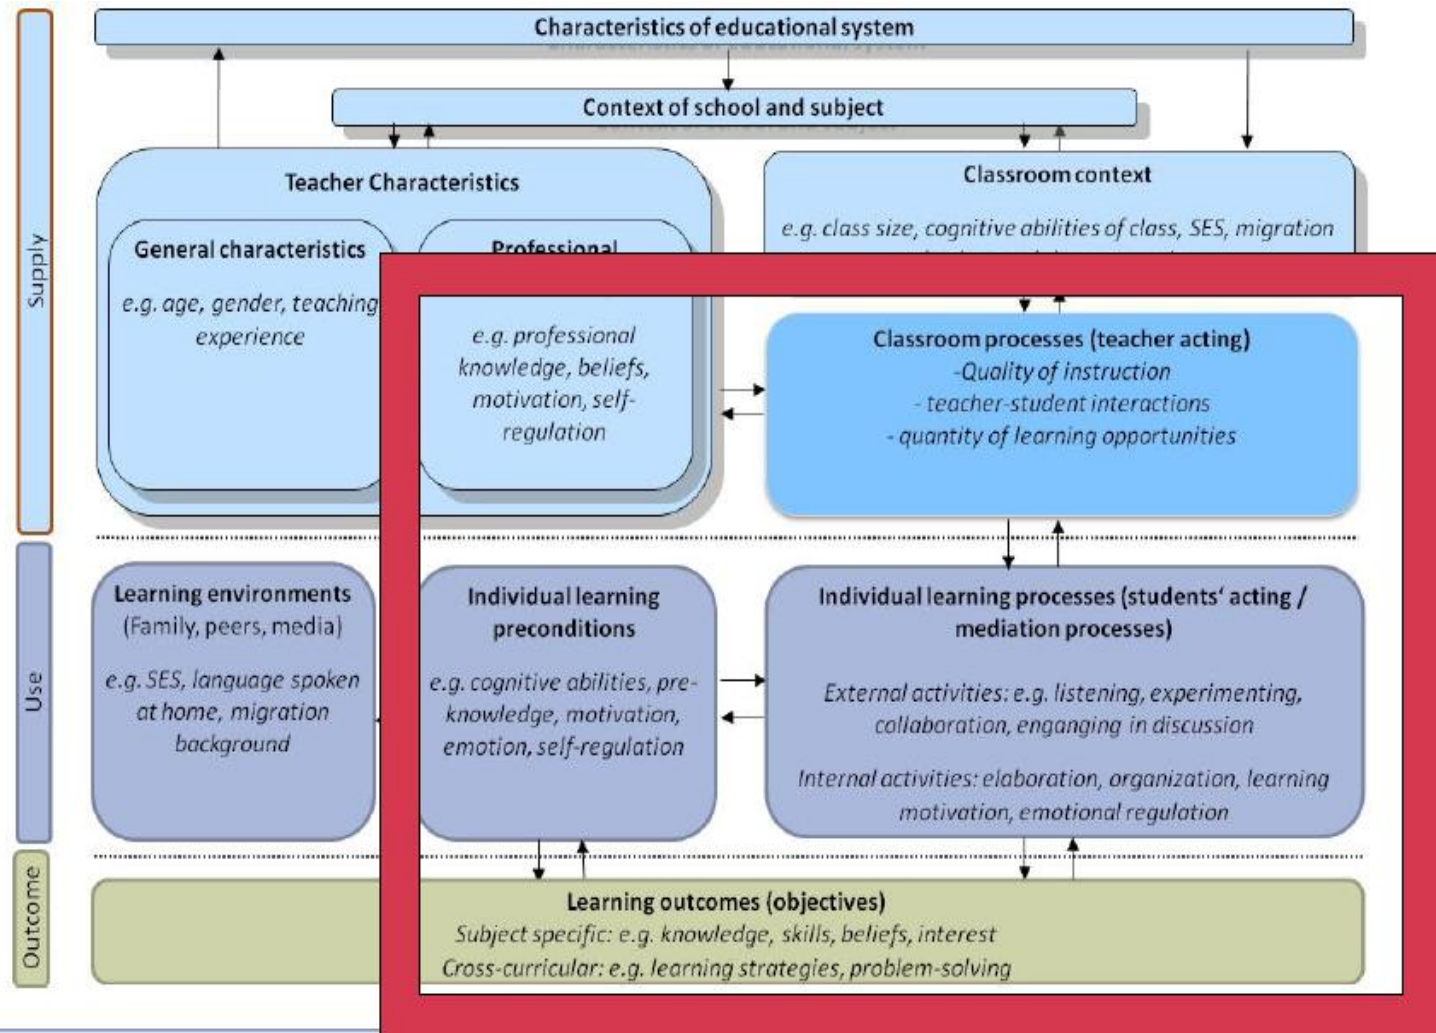 Characteristics of educational system
Context of school and subject
Supply
Teacher Characteristics
General characteristics
e.g. age, gender, teaching
experience
Professional
e.g. professional
knowledge, beliefs,
motivation, self-
regulation
Classroom context
e.g. class size, cognitive abilities of class, SES, migration
Classroom processes (teacher acting)
-Quality of instruction
- teacher-student interactions
- quantity of learning opportunities
Use
Learning environments
(Family, peers, media)
e.g. SES, language spoken
at home, migration
background
Individual learning
preconditions
e.g. cognitive abilities, pre-
knowledge, motivation,
emotion, self-regulation
Individual learning processes (students‘ acting /
mediation processes)
External activities: e.g. listening, experimenting,
collaboration, enganging in discussion
Internal activities: elaboration, organization, learning
motivation, emotional regulation
Outcome
Learning outcomes (objectives)
Subject specific: e.g. knowledge, skills, beliefs, interest
Cross-curricular: e.g. learning strategies, problem-solving